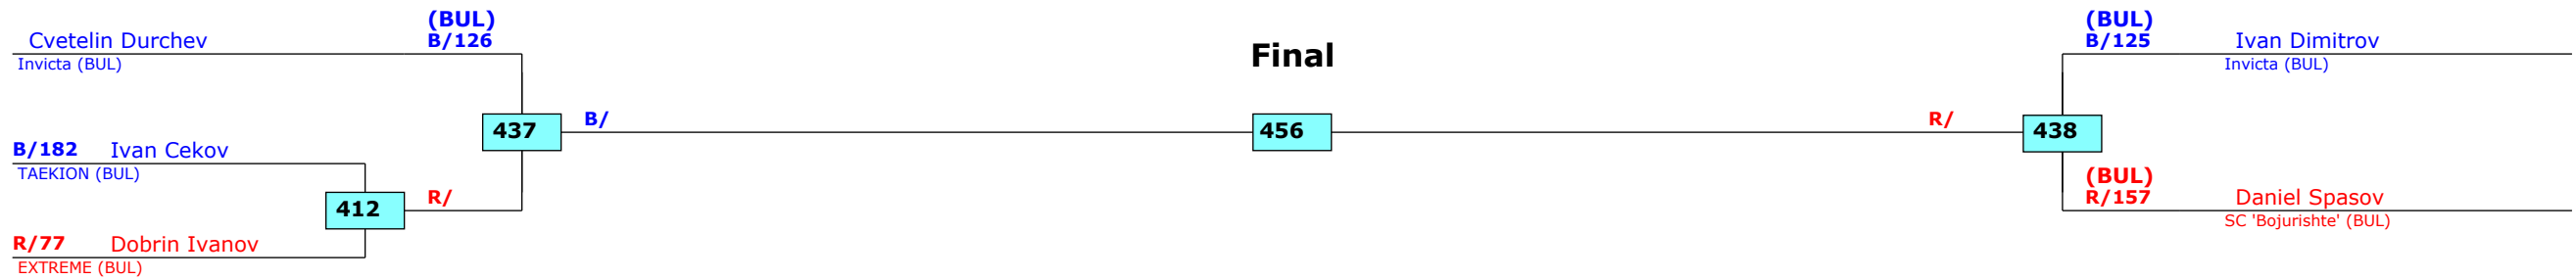 (BUL)
Cvetelin Durchev B/126
Invicta (BUL)
Final
(BUL)
B/125 Ivan Dimitrov
Invicta (BUL)
437 B/ 456 R/ 438
B/182 Ivan Cekov
TAEKION (BUL)
412 R/
R/77 Dobrin Ivanov
EXTREME (BUL)
(BUL)
R/157 Daniel Spasov
SC 'Bojurishte' (BUL)